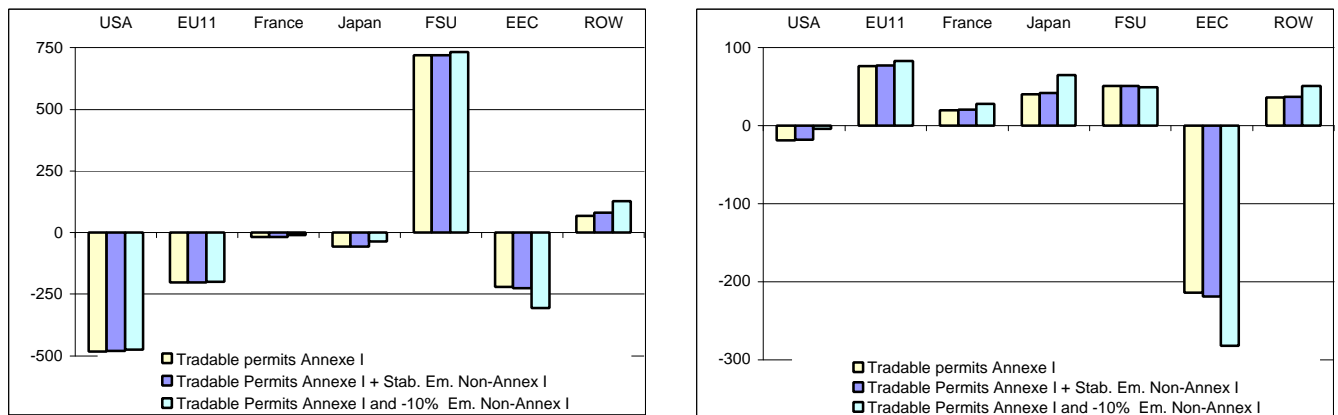 USA EU11 France Japan FSU EEC ROW
750
500
250
0
-250
-500
Tradable permits Annexe I
Tradable Permits Annexe I + Stab. Em. Non-Annex I
Tradable Permits Annexe I and -10% Em. Non-Annex I
USA EU11 France Japan FSU EEC ROW
100
0
-100
-200
-300
Tradable permits Annexe I
Tradable Permits Annexe I + Stab. Em. Non-Annex I
Tradable Permits Annexe I and -10% Em. Non-Annex I